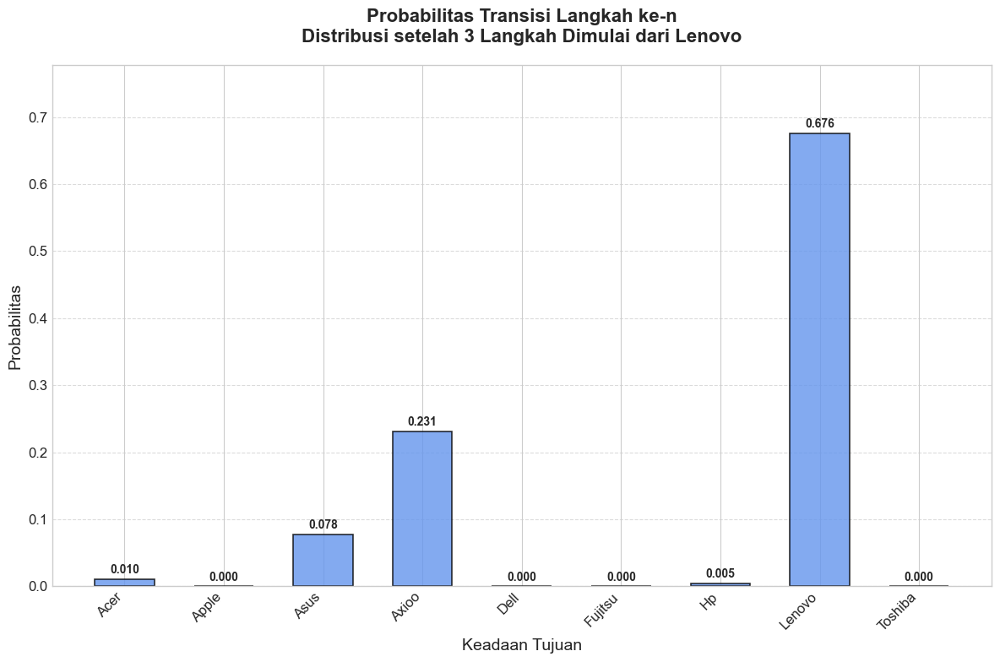 Probabilitas Transisi Langkah ke-n
Distribusi setelah 3 Langkah Dimulai dari Lenovo
Probabilitas
0.7
0.6
0.5
0.4
0.3
0.2
0.1
0.0
0.010
0.000
0.078
0.231
0.000
0.000
0.005
0.676
0.000
Acer
Apple
Asus
Axioo
Dell
Fujitsu
Hp
Lenovo
Toshiba
Keadaan Tujuan